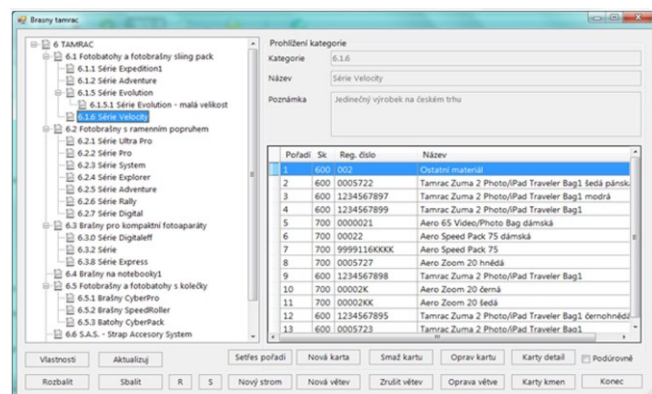 Brasny tamrac
6 TAMRAC
6.1 Fotobatohy a fotobrašny sliing pack
6.1.1 Série Expedition1
6.1.2 Série Adventure
6.1.5 Série Evolution
6.1.5.1 Série Evolution - malá velikost
6.1.6 Série Velocity
6.2 Fotobrašny s ramenním popruhem
6.2.1 Série Ultra Pro
6.2.2 Série Pro
6.2.3 Série System
6.2.4 Série Explorer
6.2.5 Série Adventure
6.2.6 Série Rally
6.2.7 Série Digital
6.3 Brašny pro kompaktní fotoaparáty
6.3.0 Série Digitaleff
6.3.2 Série
6.3.8 Série Express
6.4 Brašny na notebooky1
6.5 Fotobrašny a fotobatohy s kolečky
6.5.1 Brašny CyberPro
6.5.2 Brašny SpeedRoller
6.5.3 Batohy CyberPack
6.6 S.A.S. - Strap Accesory System
Prohlížení kategorie
Kategorie 6.1.6
Název Série Velocity
Poznámka Jedinečný výrobek na českém trhu
Pořadí Sk Reg. číslo Název
1 600 002 Ostatní materiál
2 600 0005722 Tamrac Zuma 2 Photo/iPad Traveler Bag1 šedá pánsk
3 600 1234567897 Tamrac Zuma 2 Photo/iPad Traveler Bag1 modrá
4 600 1234567899 Tamrac Zuma 2 Photo/iPad Traveler Bag1
5 700 0000021 Aero 65 Video/Photo Bag dámská
6 700 00022 Aero Speed Pack 75 dámská
7 700 9999116KKKK Aero Speed Pack 75
8 700 0005727 Aero Zoom 20 hnědá
9 600 1234567898 Tamrac Zuma 2 Photo/iPad Traveler Bag1
10 700 00002K Aero Zoom 20 černá
11 700 00002KK Aero Zoom 20 šedá
12 600 1234567895 Tamrac Zuma 2 Photo/iPad Traveler Bag1 černohnědá
13 600 0005723 Tamrac Zuma 2 Photo/iPad Traveler Bag1
Vlastnosti Aktualizuj Setřes pořadí Nová karta Smaž kartu Oprav kartu Karty detail Podúrovně
Rozbalit Sbalit R S Nový strom Nová větev Zrušit větev Oprava větve Karty kmen Konec